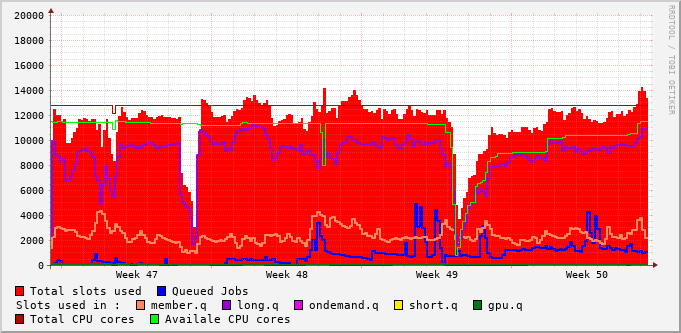 RRDTOOL / TOBI OETIKER
20000
18000
16000
14000
12000
10000
8000
6000
4000
2000
0
Week 47 Week 48 Week 49 Week 50
Total slots used Queued Jobs
Slots used in : member.q long.q ondemand.q short.q gpu.q
Total CPU cores Availale CPU cores